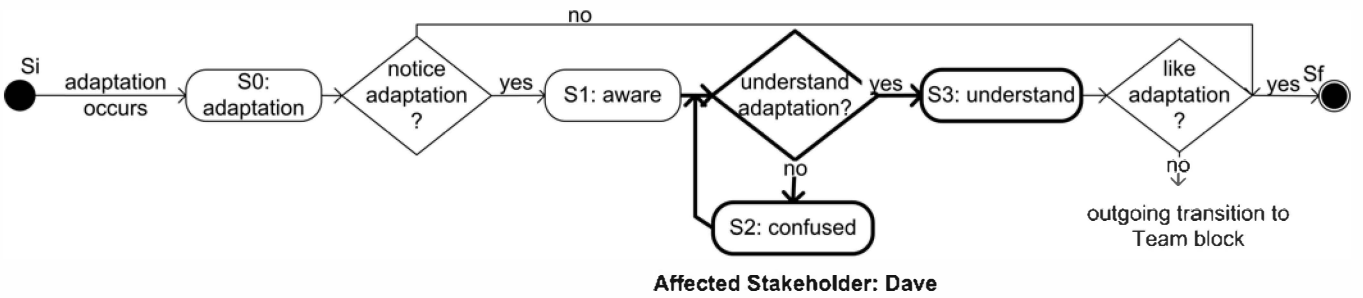 no
Si
adaptation
occurs
S0:
adaptation
notice
adaptation
?
yes
S1: aware
understand
adaptation?
yes
S3: understand
like
adaptation
?
yes
Sf
no
S2: confused
no
outgoing transition to
Team block
Affected Stakeholder: Dave